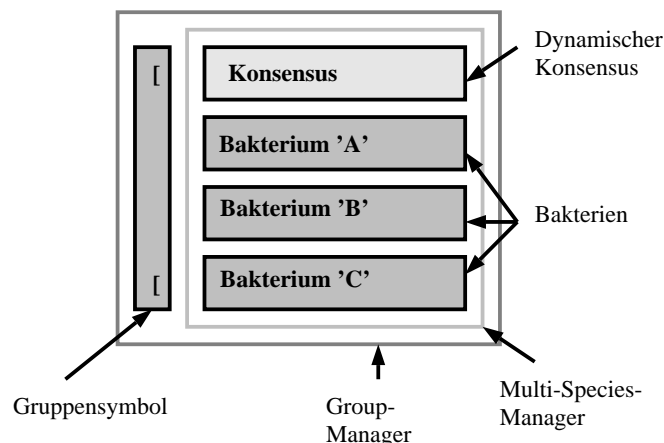 Dynamischer
Konsensus
[
Konsensus
Bakterium ’A’
Bakterium ’B’
Bakterien
[
Bakterium ’C’
Gruppensymbol
Group-
Manager
Multi-Species-
Manager